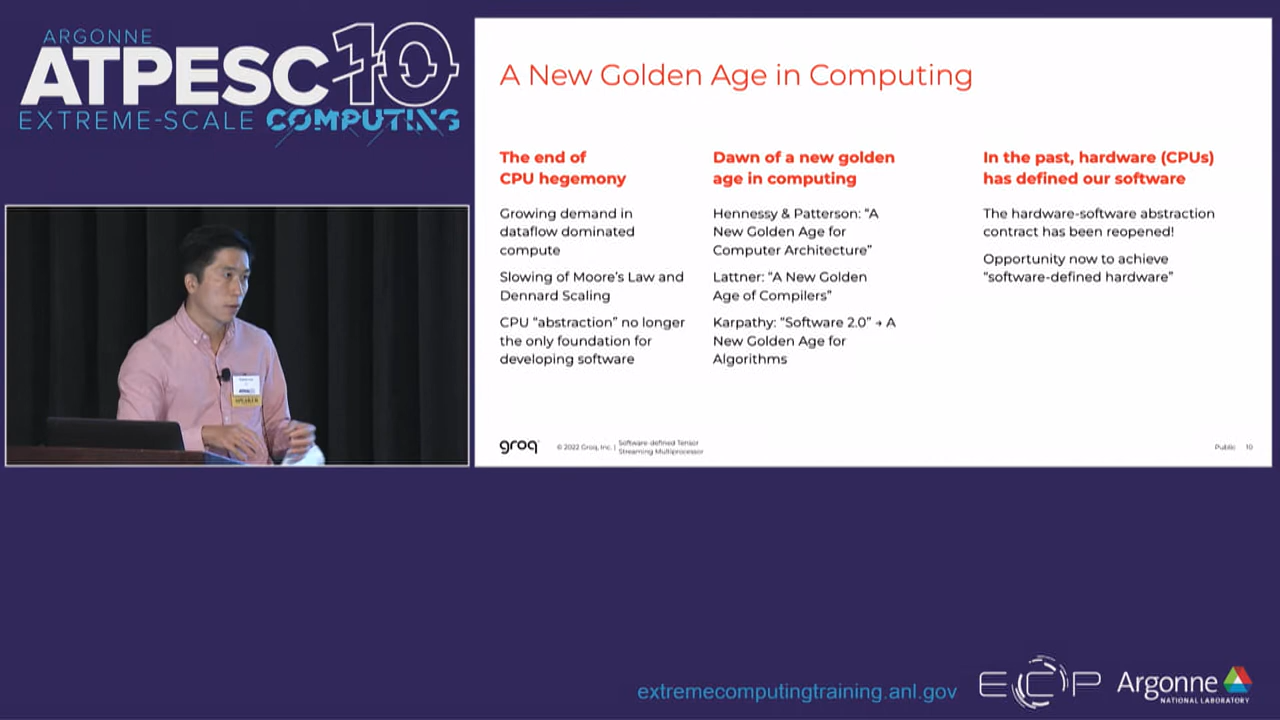 ARGONNE
ATPESC10
EXTREME-SCALE COMPUTING
A New Golden Age in Computing
The end of
CPU hegemony
Growing demand in
dataflow dominated
compute
Slowing of Moore's Law and
Dennard Scaling
CPU "abstraction" no longer
the only foundation for
developing software
Dawn of a new golden
age in computing
Hennessy & Patterson: "A
New Golden Age for
Computer Architecture"
Lattner: "A New Golden
Age of Compilers"
Karpathy: "Software 2.0" → A
New Golden Age for
Algorithms
In the past, hardware (CPUs)
has defined our software
The hardware-software abstraction
contract has been reopened!
Opportunity now to achieve
"software-defined hardware"
groq
© 2022 Groq, Inc. | Software-defined Tensor
Streaming Multiprocessor
Public 10
extremecomputingtraining.anl.gov
ECP
Argonne
NATIONAL LABORATORY